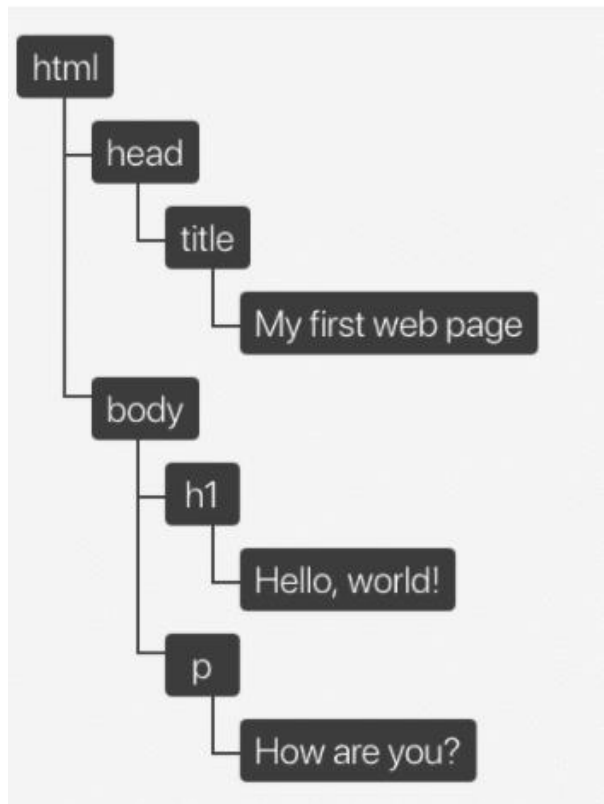 html
head
title
My first web page
body
h1
Hello, world!
p
How are you?